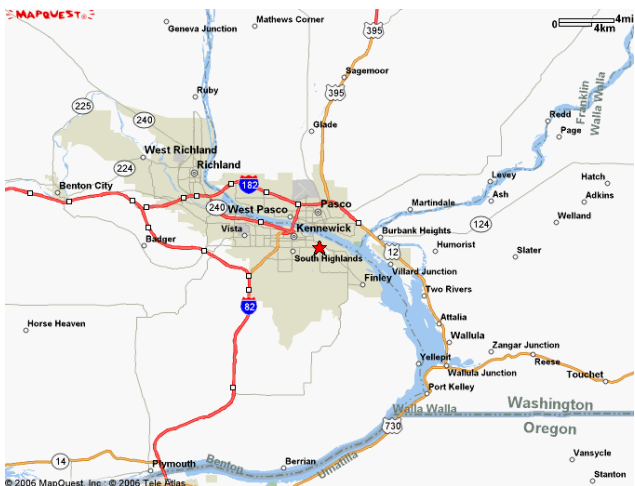 MAPQUEST
Mathews Corner
Geneva Junction
395
0 4mi
4km
Sagemoor
Ruby
395
225
240
Franklin
Walla Walla
Redd
Page
Glade
West Richland
Richland
224
182
Levey
Ash
Hatch
Adkins
Benton City
240
West Pasco
Pasco
Martindale
124
Welland
Vista
Kennewick
Burbank Heights
Badger
South Highlands
12
Humorist
Slater
Villard Junction
Finley
Two Rivers
82
Attalia
Horse Heaven
Wallula
Zangar Junction
Yellepit
Reese
Wallula Junction
Touchet
Port Kelley
Walla Walla
Washington
730
Oregon
14
Plymouth
Benton
Umatilla
Berrian
Vansycle
Stanton
© 2006 MapQuest, Inc.; © 2006 Tele Atlas